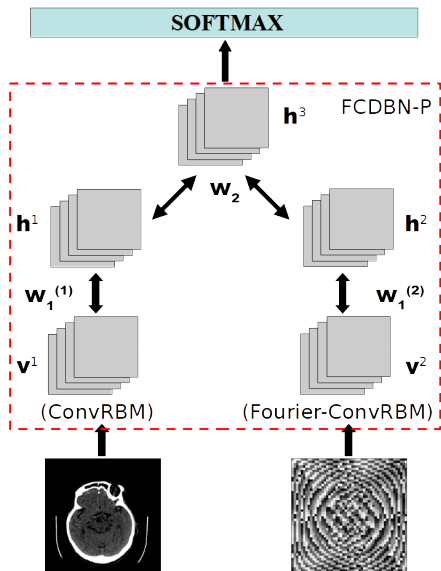 SOFTMAX
FCDBN-P
h³
w₂
h¹
h²
w₁⁽¹⁾
w₁⁽²⁾
v¹
v²
(ConvRBM)
(Fourier-ConvRBM)